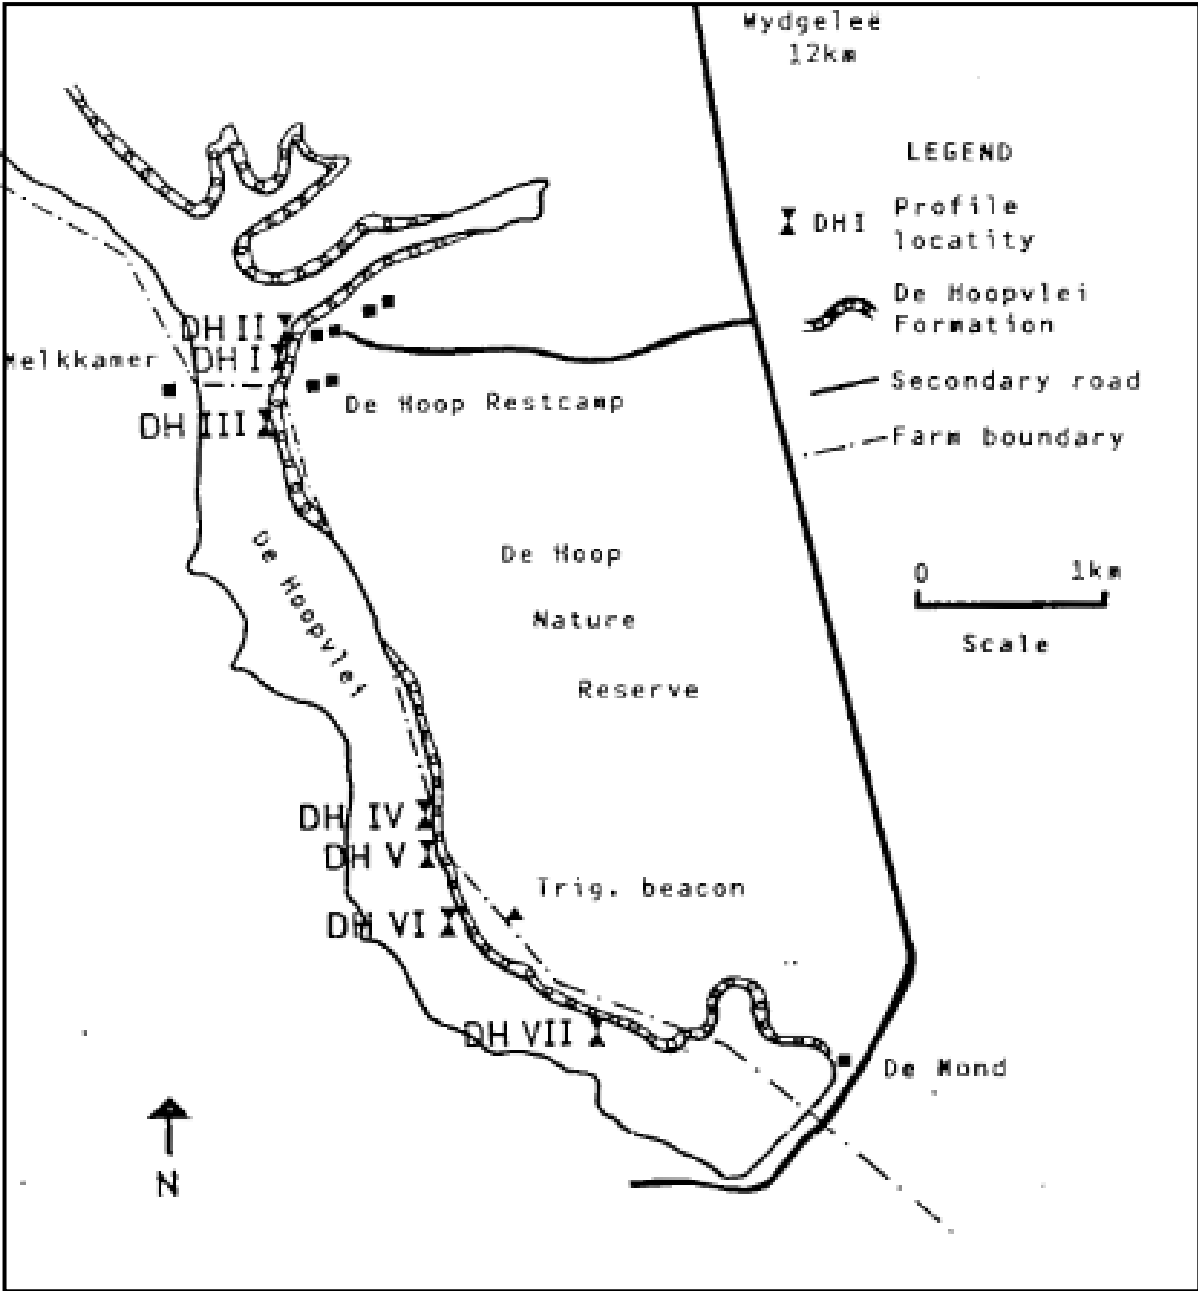 Wydgeleë
12km
LEGEND
DHI Profile
locatity
De Hoopvlei
Formation
Secondary road
Farm boundary
0 1km
Scale
DH II
DH I
Melkkamer
DH III
De Hoop Restcamp
De Hoopvlei
De Hoop
Nature
Reserve
DH IV
DH V
Trig. beacon
DH VI
DH VII
De Mond
N